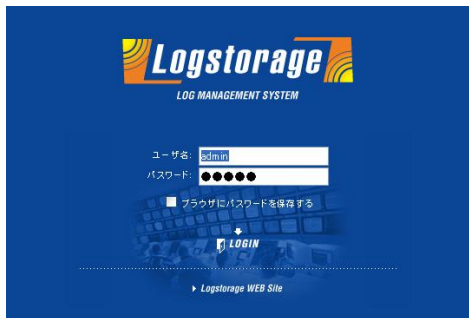 Logstorage
LOG MANAGEMENT SYSTEM
ユーザ名: admin
パスワード: ●●●●●
ブラウザにパスワードを保存する
LOGIN
Logstorage WEB Site